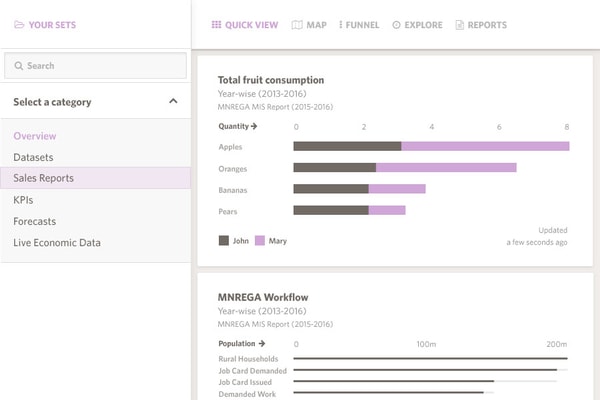 YOUR SETS
Search
Select a category
Overview
Datasets
Sales Reports
KPIs
Forecasts
Live Economic Data
QUICK VIEW MAP FUNNEL EXPLORE REPORTS
Total fruit consumption
Year-wise (2013-2016)
MNREGA MIS Report (2015-2016)
Quantity → 0 2 4 6 8
Apples
Oranges
Bananas
Pears
John Mary
Updated
a few seconds ago
MNREGA Workflow
Year-wise (2013-2016)
MNREGA MIS Report (2015-2016)
Population → 0 100m 200m
Rural Households
Job Card Demanded
Job Card Issued
Demanded Work